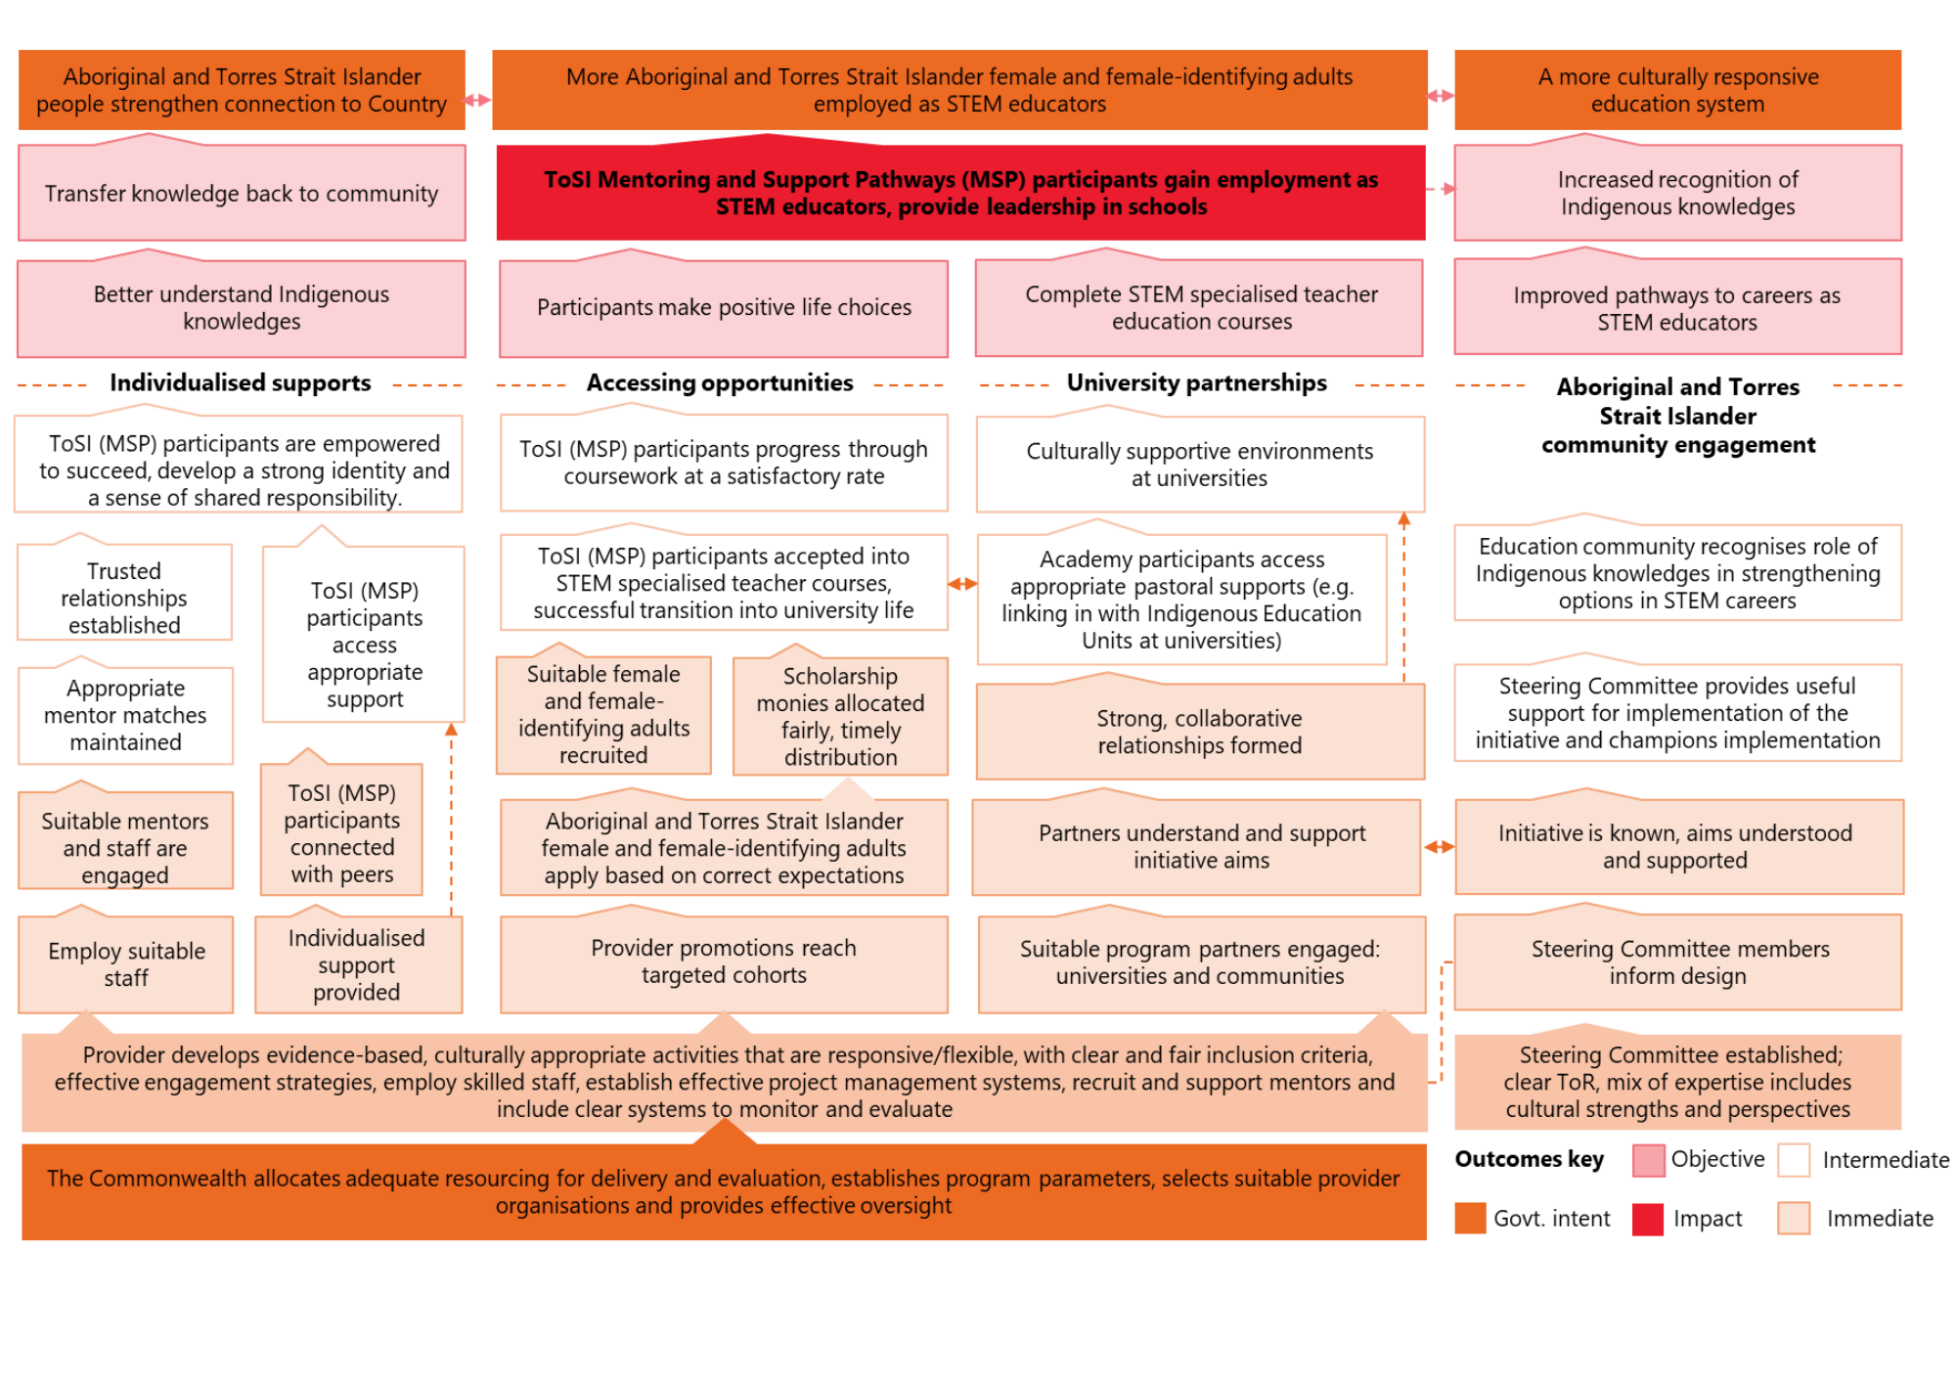 Aboriginal and Torres Strait Islander
people strengthen connection to Country
More Aboriginal and Torres Strait Islander female and female-identifying adults
employed as STEM educators
A more culturally responsive
education system
Transfer knowledge back to community
ToSI Mentoring and Support Pathways (MSP) participants gain employment as
STEM educators, provide leadership in schools
Increased recognition of
Indigenous knowledges
Better understand Indigenous
knowledges
Participants make positive life choices
Complete STEM specialised teacher
education courses
Improved pathways to careers as
STEM educators
Individualised supports
Accessing opportunities
University partnerships
Aboriginal and Torres
Strait Islander
community engagement
ToSI (MSP) participants are empowered
to succeed, develop a strong identity and
a sense of shared responsibility.
ToSI (MSP) participants progress through
coursework at a satisfactory rate
Culturally supportive environments
at universities
Trusted
relationships
established
ToSI (MSP)
participants
access
appropriate
support
ToSI (MSP) participants accepted into
STEM specialised teacher courses,
successful transition into university life
Academy participants access
appropriate pastoral supports (e.g.
linking in with Indigenous Education
Units at universities)
Education community recognises role of
Indigenous knowledges in strengthening
options in STEM careers
Appropriate
mentor matches
maintained
Suitable female
and female-
identifying adults
recruited
Scholarship
monies allocated
fairly, timely
distribution
Strong, collaborative
relationships formed
Steering Committee provides useful
support for implementation of the
initiative and champions implementation
Suitable mentors
and staff are
engaged
ToSI (MSP)
participants
connected
with peers
Aboriginal and Torres Strait Islander
female and female-identifying adults
apply based on correct expectations
Partners understand and support
initiative aims
Initiative is known, aims understood
and supported
Employ suitable
staff
Individualised
support
provided
Provider promotions reach
targeted cohorts
Suitable program partners engaged:
universities and communities
Steering Committee members
inform design
Provider develops evidence-based, culturally appropriate activities that are responsive/flexible, with clear and fair inclusion criteria,
effective engagement strategies, employ skilled staff, establish effective project management systems, recruit and support mentors and
include clear systems to monitor and evaluate
Steering Committee established;
clear ToR, mix of expertise includes
cultural strengths and perspectives
The Commonwealth allocates adequate resourcing for delivery and evaluation, establishes program parameters, selects suitable provider
organisations and provides effective oversight
Outcomes key
Objective
Intermediate
Govt. intent
Impact
Immediate